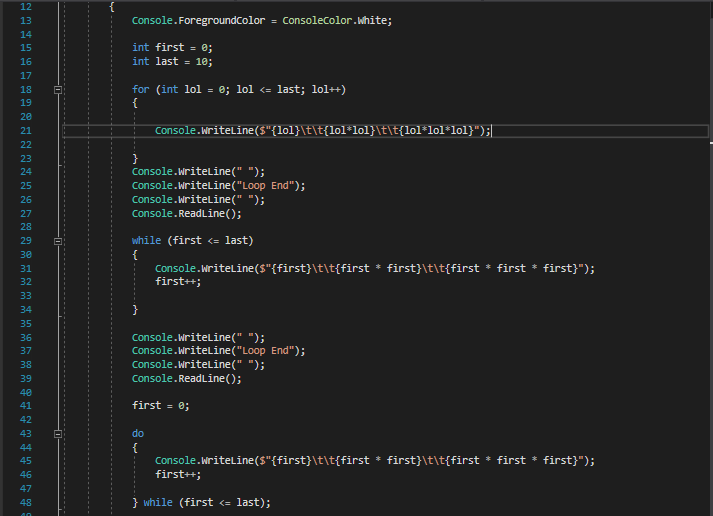 12 {
13 Console.ForegroundColor = ConsoleColor.White;
14
15 int first = 0;
16 int last = 10;
17
18 for (int lol = 0; lol <= last; lol++)
19 {
20
21 Console.WriteLine($"{lol}\t\t{lol*lol}\t\t{lol*lol*lol}");
22
23 }
24 Console.WriteLine(" ");
25 Console.WriteLine("Loop End");
26 Console.WriteLine(" ");
27 Console.ReadLine();
28
29 while (first <= last)
30 {
31 Console.WriteLine($"{first}\t\t{first * first}\t\t{first * first * first}");
32 first++;
33
34 }
35
36 Console.WriteLine(" ");
37 Console.WriteLine("Loop End");
38 Console.WriteLine(" ");
39 Console.ReadLine();
40
41 first = 0;
42
43 do
44 {
45 Console.WriteLine($"{first}\t\t{first * first}\t\t{first * first * first}");
46 first++;
47
48 } while (first <= last);